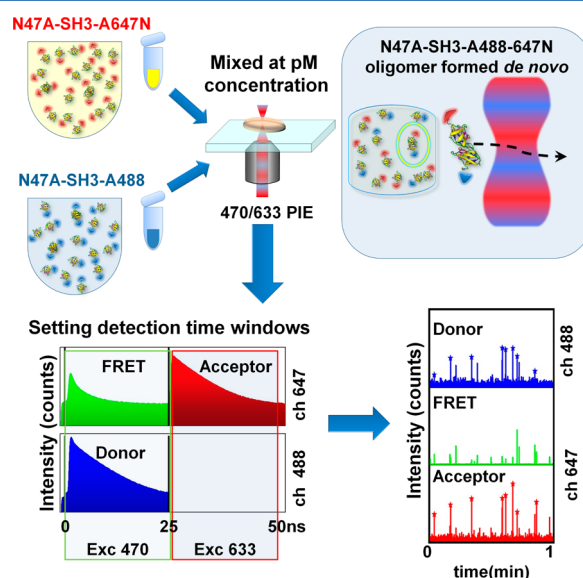 N47A-SH3-A647N
Mixed at pM
concentration
N47A-SH3-A488-647N
oligomer formed de novo
N47A-SH3-A488
470/633 PIE
Setting detection time windows
FRET
Acceptor
Intensity (counts)
ch 647
Donor
Intensity (counts)
ch 488
0
25
50ns
Exc 470
Exc 633
Donor
ch 488
FRET
Intensity (counts)
ch 647
Acceptor
0
1
time(min)